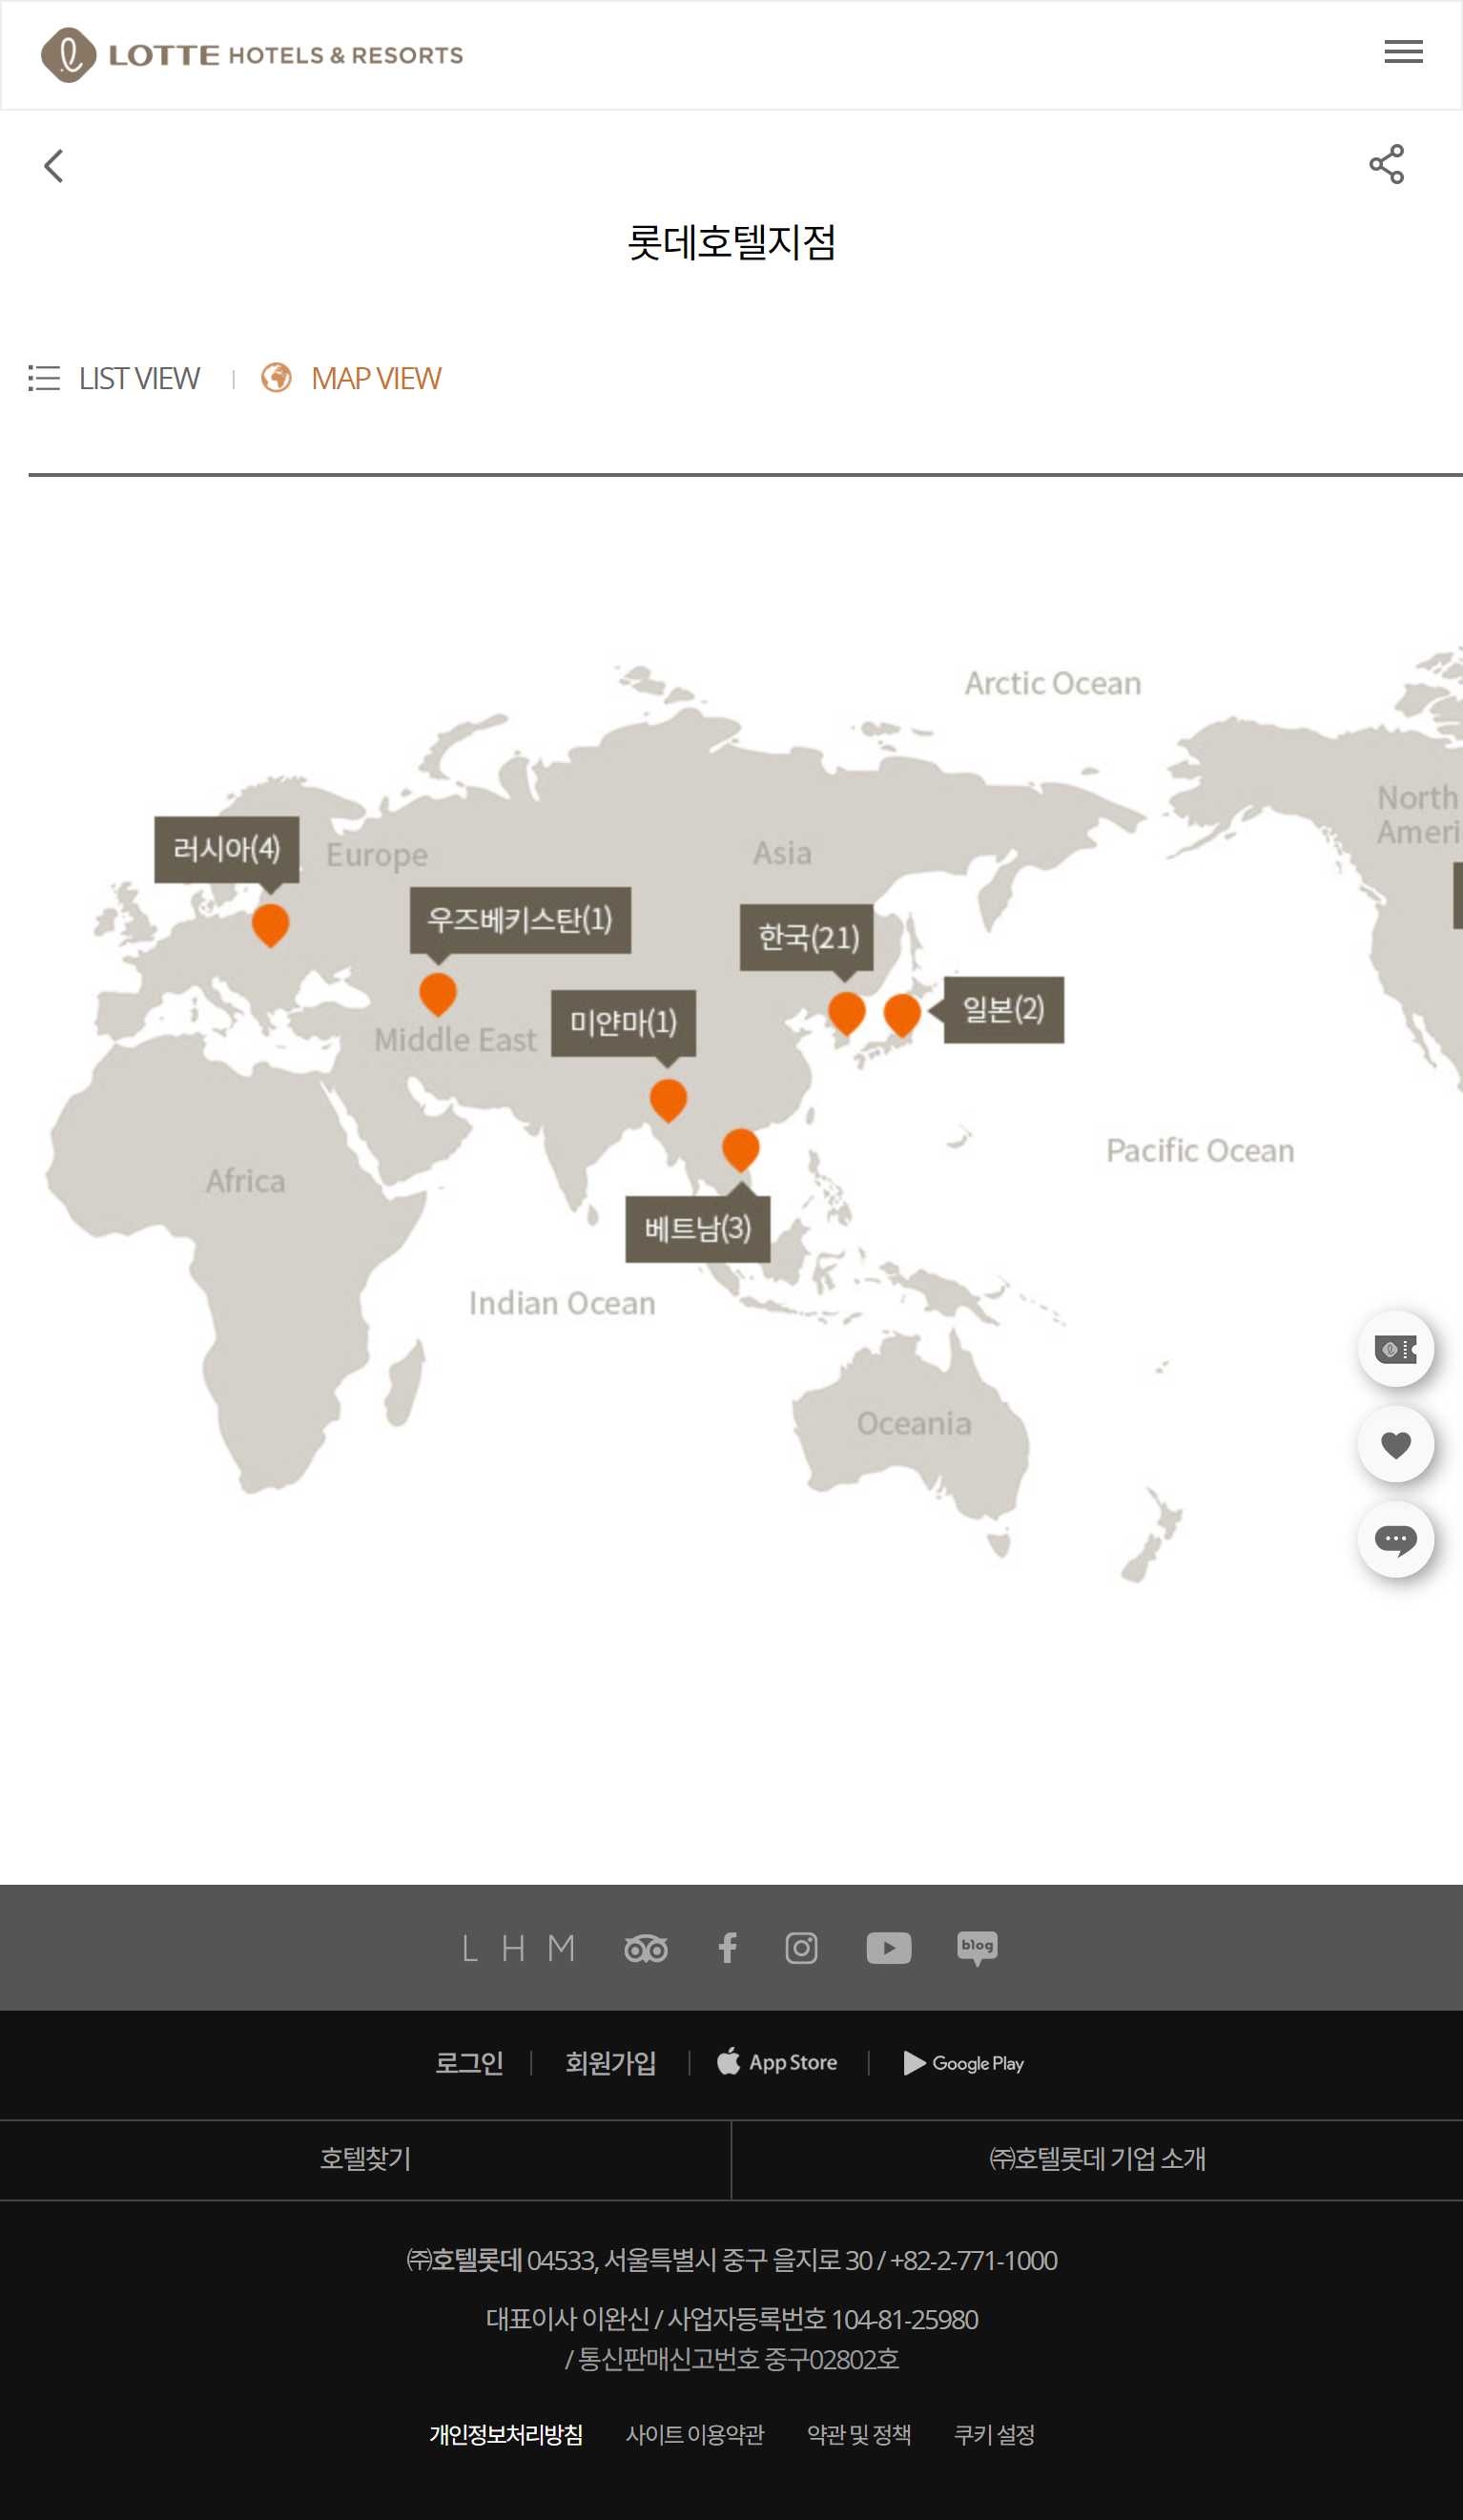 LOTTE HOTELS & RESORTS
롯데호텔지점
LIST VIEW
MAP VIEW
Arctic Ocean
North
Ameri
러시아(4)
Europe
Asia
우즈베키스탄(1)
한국(21)
일본(2)
미얀마(1)
Middle East
Pacific Ocean
Africa
베트남(3)
Indian Ocean
Oceania
L H M
blog
로그인
회원가입
App Store
Google Play
호텔찾기
㈜호텔롯데 기업 소개
㈜호텔롯데 04533, 서울특별시 중구 을지로 30 / +82-2-771-1000
대표이사 이완신 / 사업자등록번호 104-81-25980
/ 통신판매신고번호 중구02802호
개인정보처리방침 사이트 이용약관 약관 및 정책 쿠키 설정